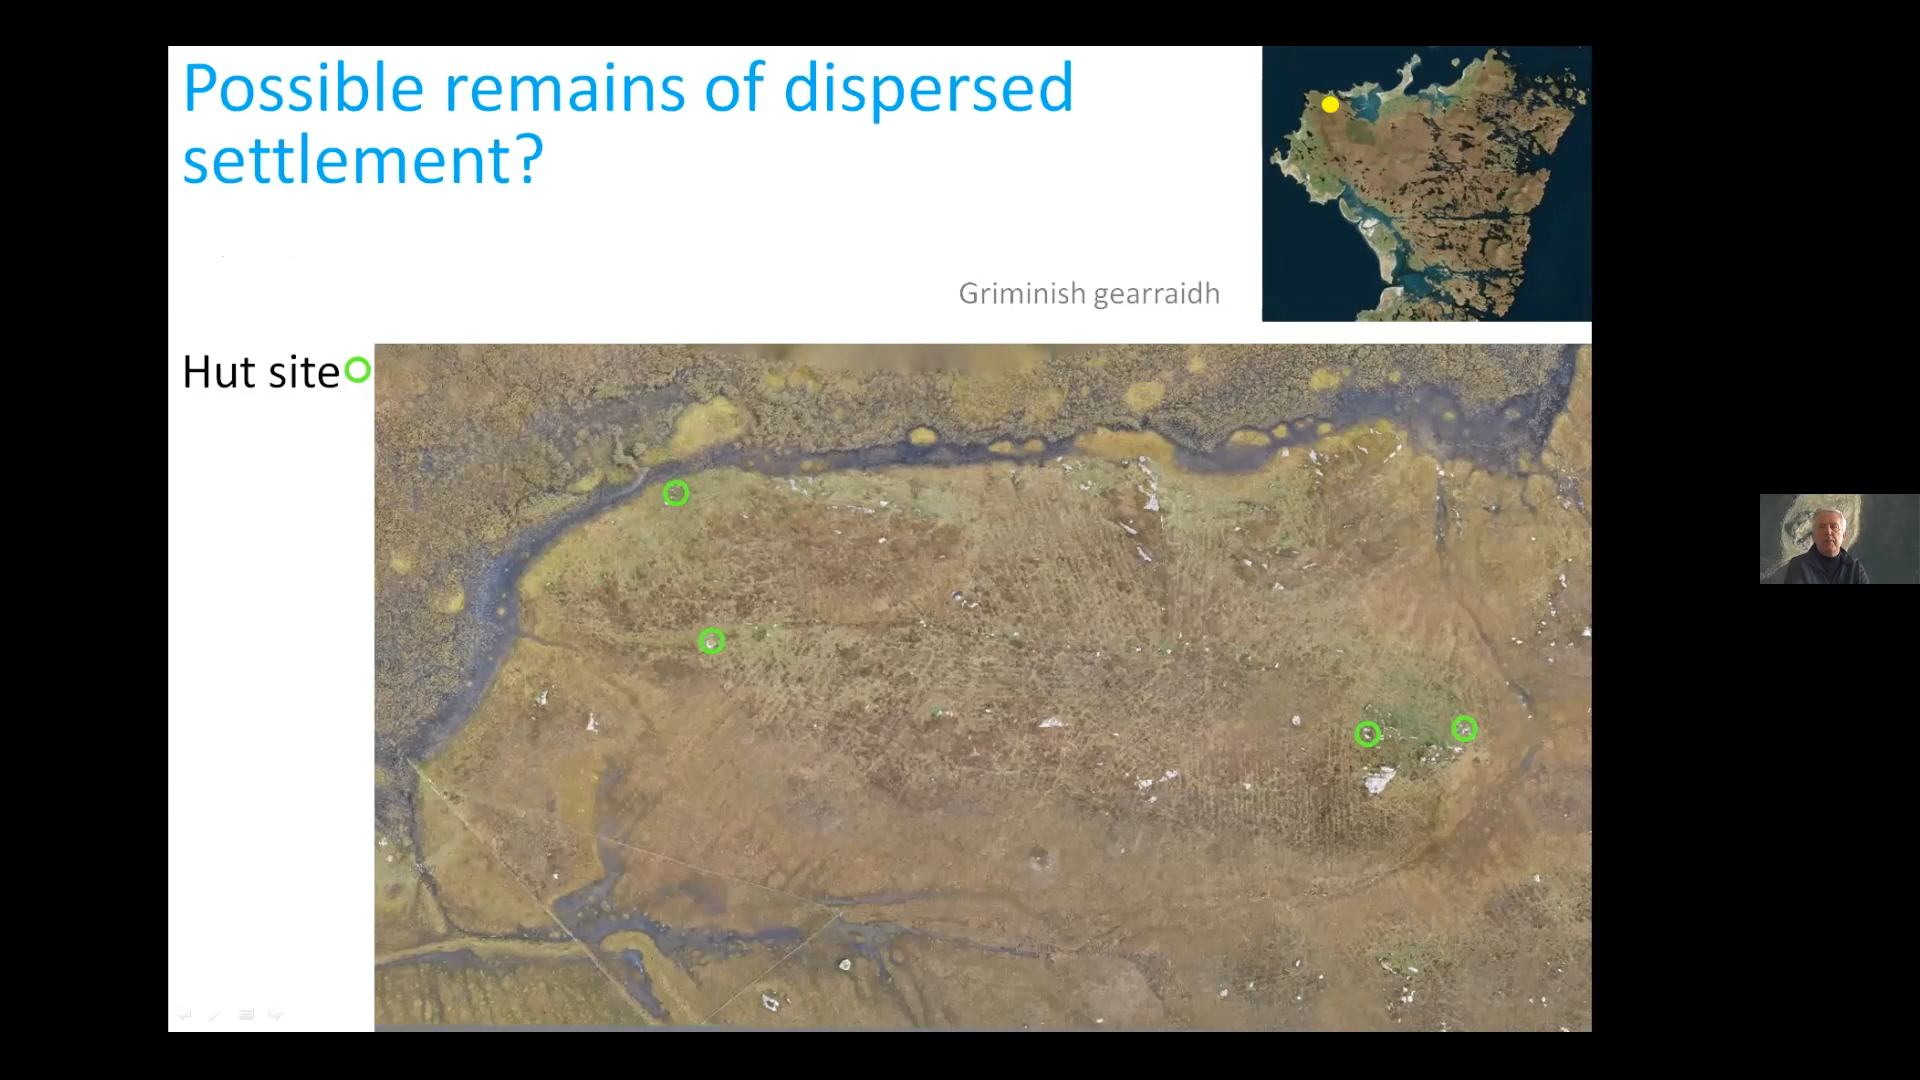 Possible remains of dispersed
settlement?
Griminish gearraidh
Hut site